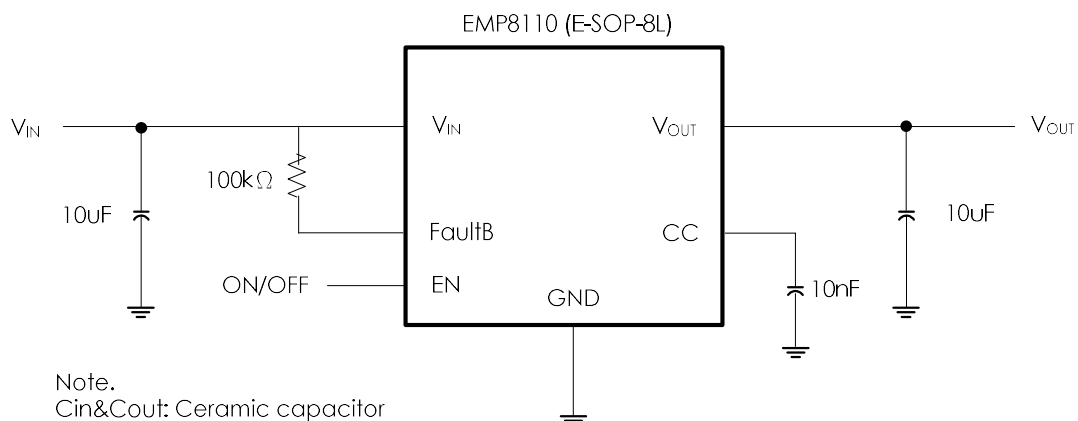 EMP8110 (E-SOP-8L)
VIN
VIN
VOUT
VOUT
100kΩ
10uF
FaultB
CC
10uF
ON/OFF
EN
GND
10nF
Note.
Cin&Cout: Ceramic capacitor